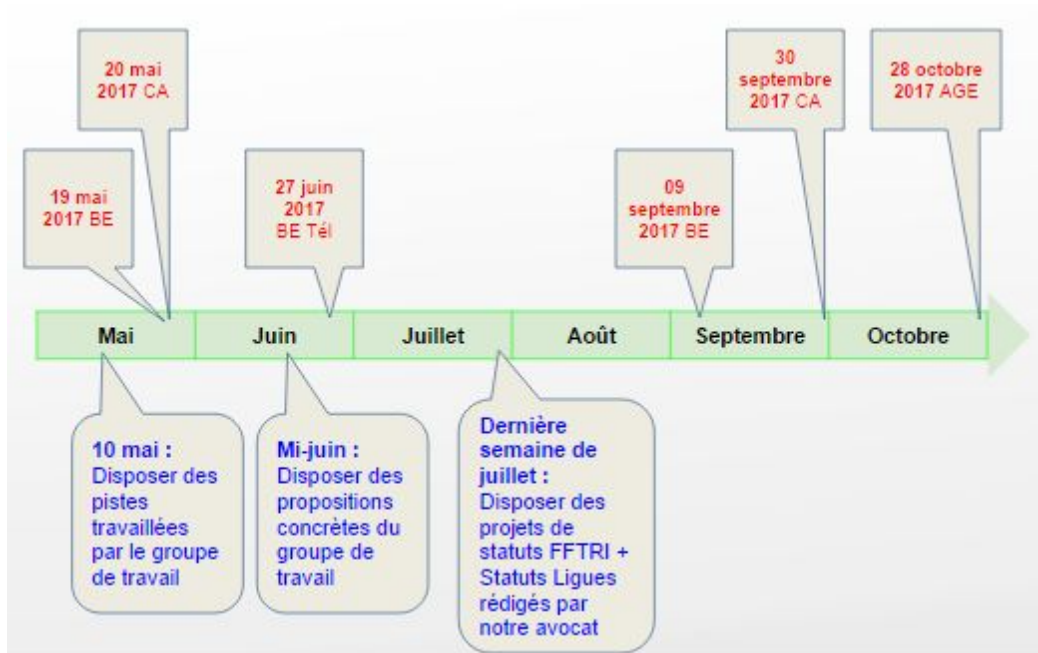 20 mai
2017 CA
30
septembre
2017 CA
28 octobre
2017 AGE
19 mai
2017 BE
27 juin
2017
BE Tél
09
septembre
2017 BE
Mai
Juin
Juillet
Août
Septembre
Octobre
10 mai :
Disposer des
pistes
travaillées
par le groupe
de travail
Mi-juin :
Disposer des
propositions
concrètes du
groupe de
travail
Dernière
semaine de
juillet :
Disposer des
projets de
statuts FFTRI +
Statuts Ligues
rédigés par
notre avocat